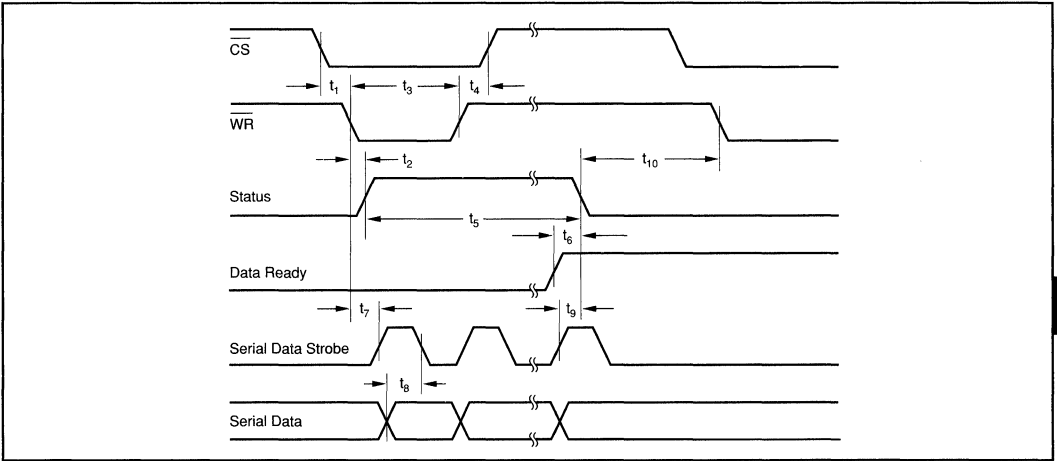 CS
t1 t3 t4
WR
t2 t10
Status
t5
t6
Data Ready
t7 t9
Serial Data Strobe
t8
Serial Data